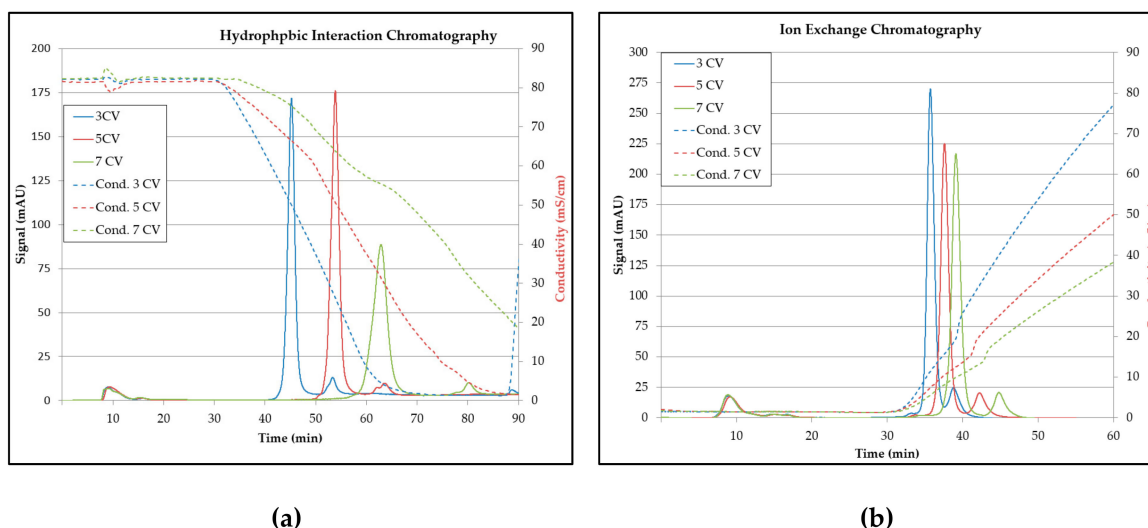 Hydrophpbic Interaction Chromatography
200
175
150
125
100
75
50
25
0
Signal (mAU)
3CV
5CV
7 CV
Cond. 3 CV
Cond. 5 CV
Cond. 7 CV
90
80
70
60
50
40
30
20
10
0
Conductivity (mS/cm)
10 20 30 40 50 60 70 80 90
Time (min)
(a)
Ion Exchange Chromatography
300
275
250
225
200
175
150
125
100
75
50
25
0
Signal (mAU)
3 CV
5 CV
7 CV
Cond. 3 CV
Cond. 5 CV
Cond. 7 CV
90
80
70
60
50
40
30
20
10
0
10 20 30 40 50 60
Time (min)
(b)